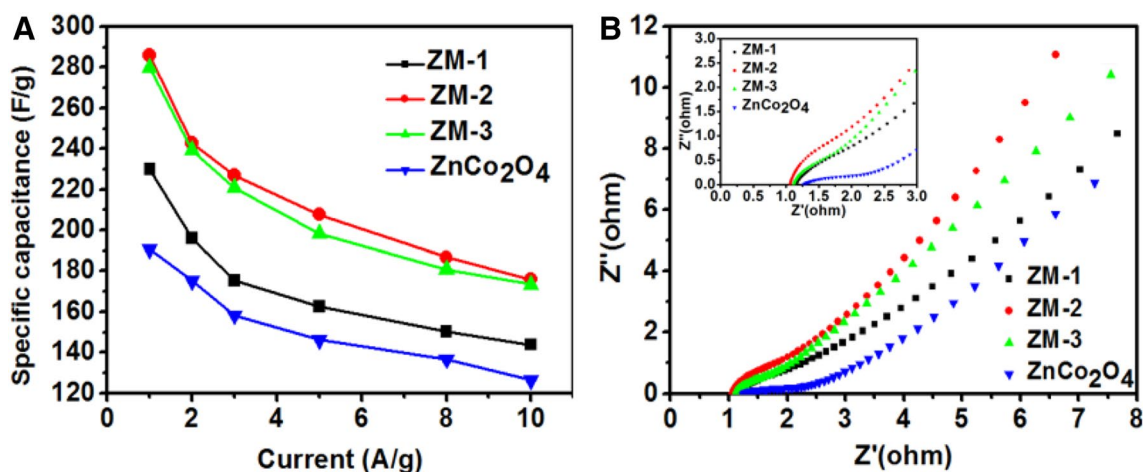 A
Specific capacitance (F/g)
300
280
260
240
220
200
180
160
140
120
ZM-1
ZM-2
ZM-3
ZnCo2O4
0 2 4 6 8 10
Current (A/g)
B
Z''(ohm)
12
10
8
6
4
2
0
Z''(ohm)
3.0
2.5
2.0
1.5
1.0
0.5
0.0
ZM-1
ZM-2
ZM-3
ZnCo2O4
0.0 0.5 1.0 1.5 2.0 2.5 3.0
Z'(ohm)
ZM-1
ZM-2
ZM-3
ZnCo2O4
0 1 2 3 4 5 6 7 8
Z'(ohm)